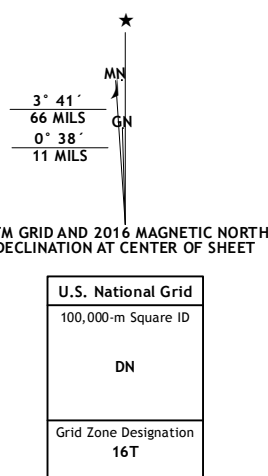 ★
MN
3° 41´
66 MILS
GN
0° 38´
11 MILS
TM GRID AND 2016 MAGNETIC NORTH
DECLINATION AT CENTER OF SHEET
U.S. National Grid
100,000-m Square ID
DN
Grid Zone Designation
16T